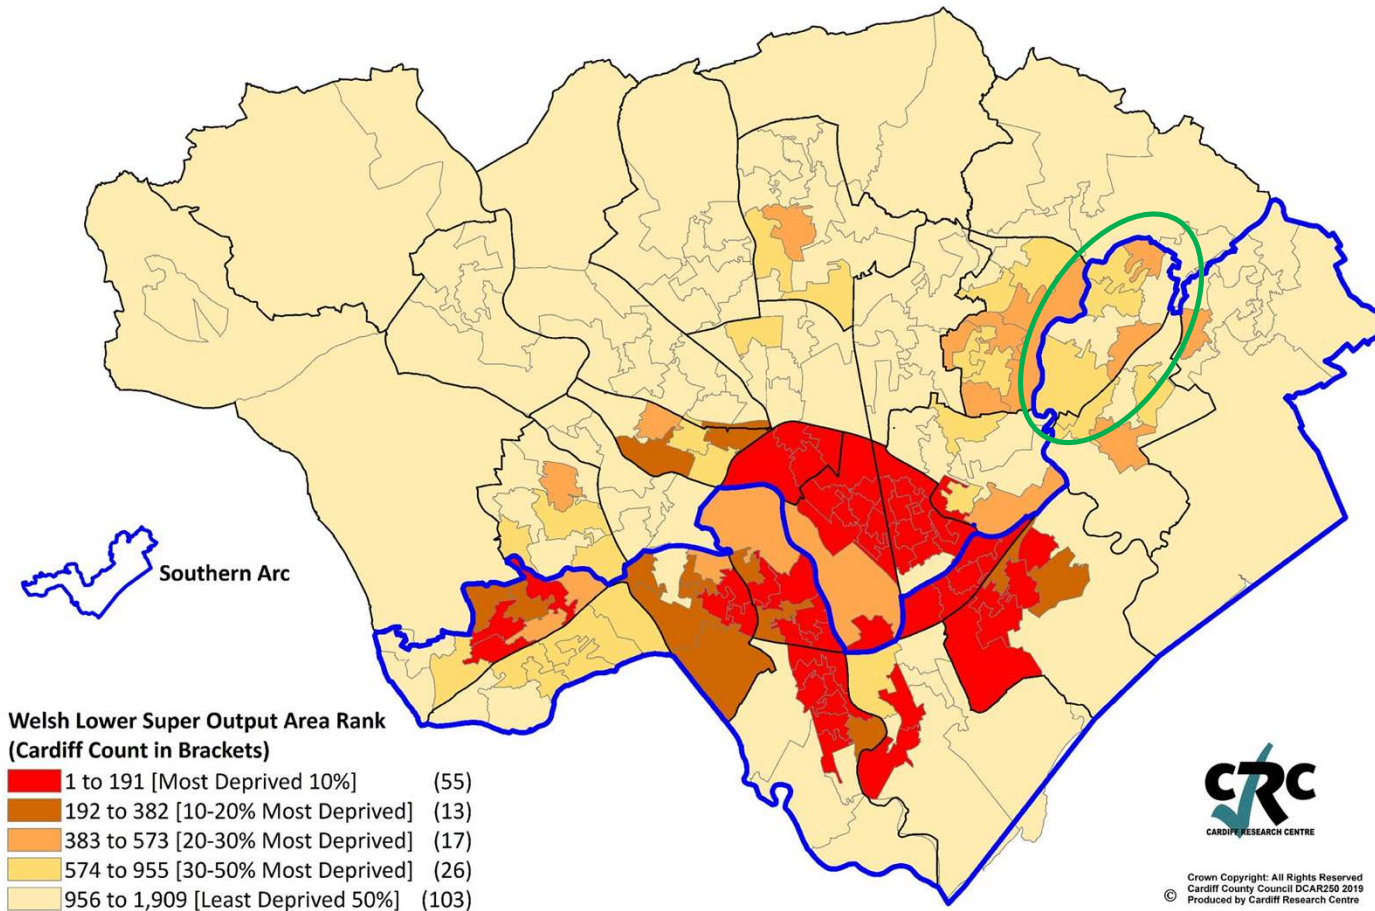 Southern Arc
Welsh Lower Super Output Area Rank
(Cardiff Count in Brackets)
1 to 191 [Most Deprived 10%] (55)
192 to 382 [10-20% Most Deprived] (13)
383 to 573 [20-30% Most Deprived] (17)
574 to 955 [30-50% Most Deprived] (26)
956 to 1,909 [Least Deprived 50%] (103)
CRC
CARDIFF RESEARCH CENTRE
Crown Copyright: All Rights Reserved
© Cardiff County Council DCAR250 2019
Produced by Cardiff Research Centre